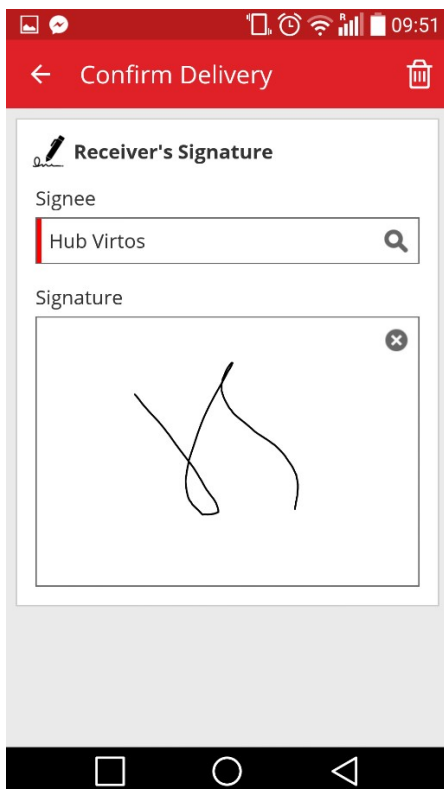 R 09:51
Confirm Delivery
Receiver's Signature
Signee
Hub Virtos
Signature